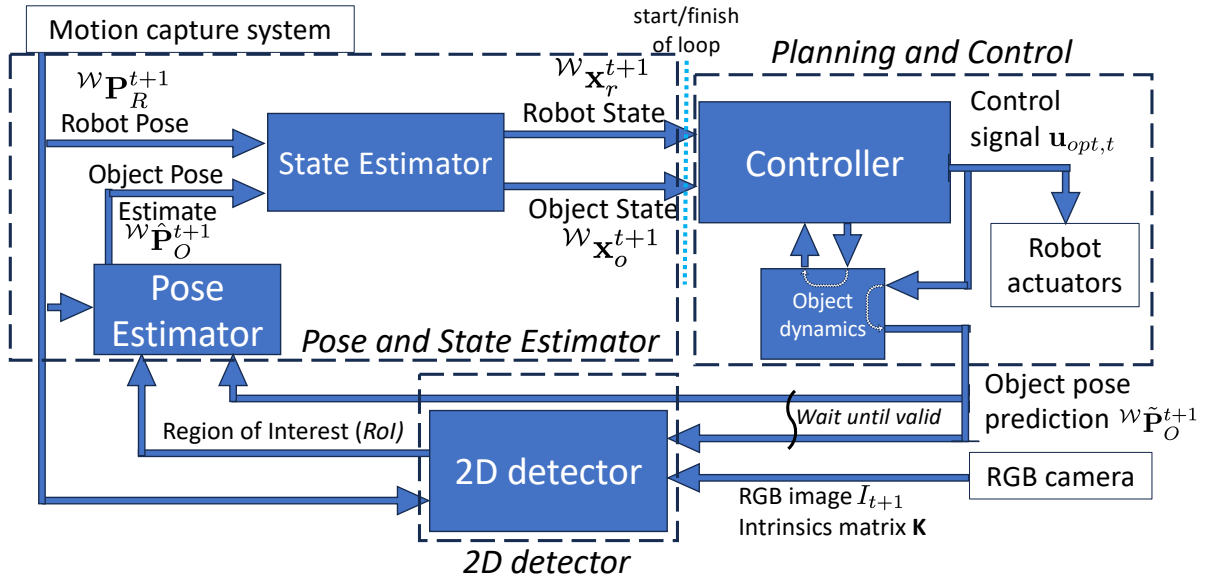 Motion capture system
start/finish
of loop
Planning and Control
𝒲𝐏_R^{t+1}
Robot Pose
𝒲𝐱_r^{t+1}
Robot State
State Estimator
Controller
Control
signal 𝐮_{opt,t}
Object Pose
Estimate
𝒲𝐏̂_O^{t+1}
Object State
𝒲𝐱_o^{t+1}
Robot
actuators
Object
dynamics
Pose
Estimator
Pose and State Estimator
Object pose
prediction 𝒲𝐏̃_O^{t+1}
Wait until valid
Region of Interest (RoI)
2D detector
RGB camera
RGB image I_{t+1}
Intrinsics matrix K
2D detector